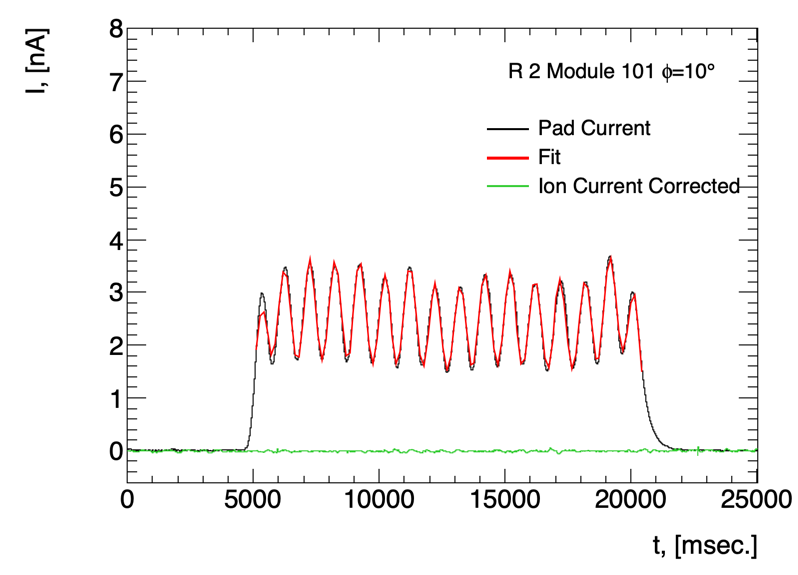 I, [nA]
8
7
6
5
4
3
2
1
0
R 2 Module 101 ϕ=10°
Pad Current
Fit
Ion Current Corrected
0 5000 10000 15000 20000 25000
t, [msec.]